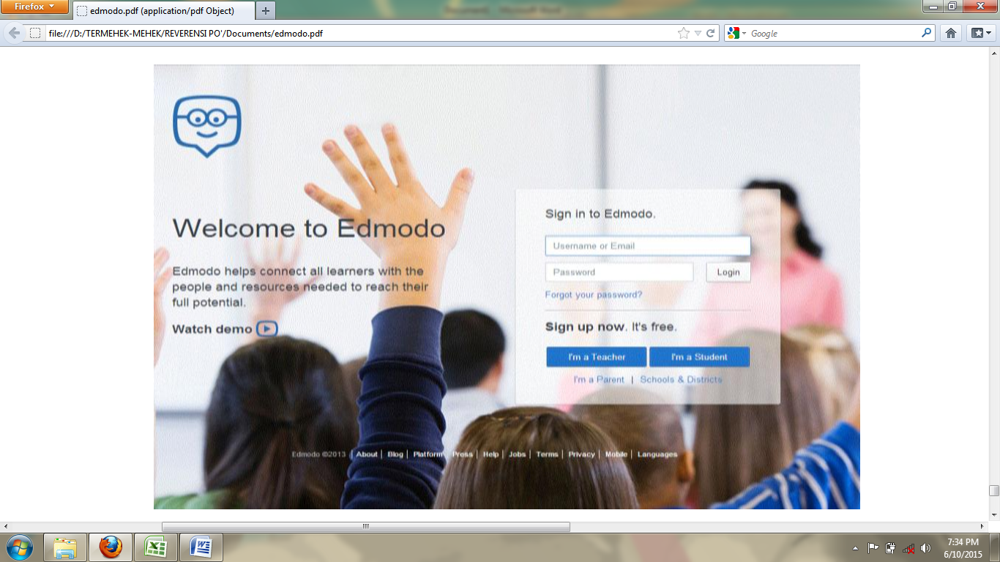 Firefox
edmodo.pdf (application/pdf Object)
file:///D:/TERMEHEK-MEHEK/REVERENSI PO'/Documents/edmodo.pdf
Google
Welcome to Edmodo
Edmodo helps connect all learners with the
people and resources needed to reach their
full potential.
Watch demo
Sign in to Edmodo.
Username or Email
Password
Login
Forgot your password?
Sign up now. It's free.
I'm a Teacher
I'm a Student
I'm a Parent | Schools & Districts
Edmodo ©2013 | About | Blog | Platform | Press | Help | Jobs | Terms | Privacy | Mobile | Languages
7:34 PM
6/10/2015